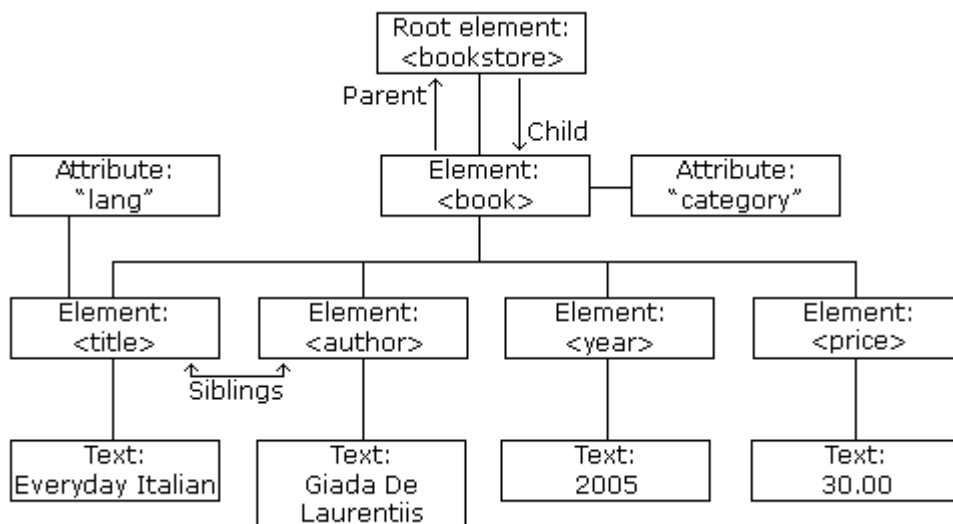 Root element:
<bookstore>
Parent
Child
Attribute:
“lang”
Element:
<book>
Attribute:
“category”
Element:
<title>
Element:
<author>
Element:
<year>
Element:
<price>
Siblings
Text:
Everyday Italian
Text:
Giada De
Laurentiis
Text:
2005
Text:
30.00